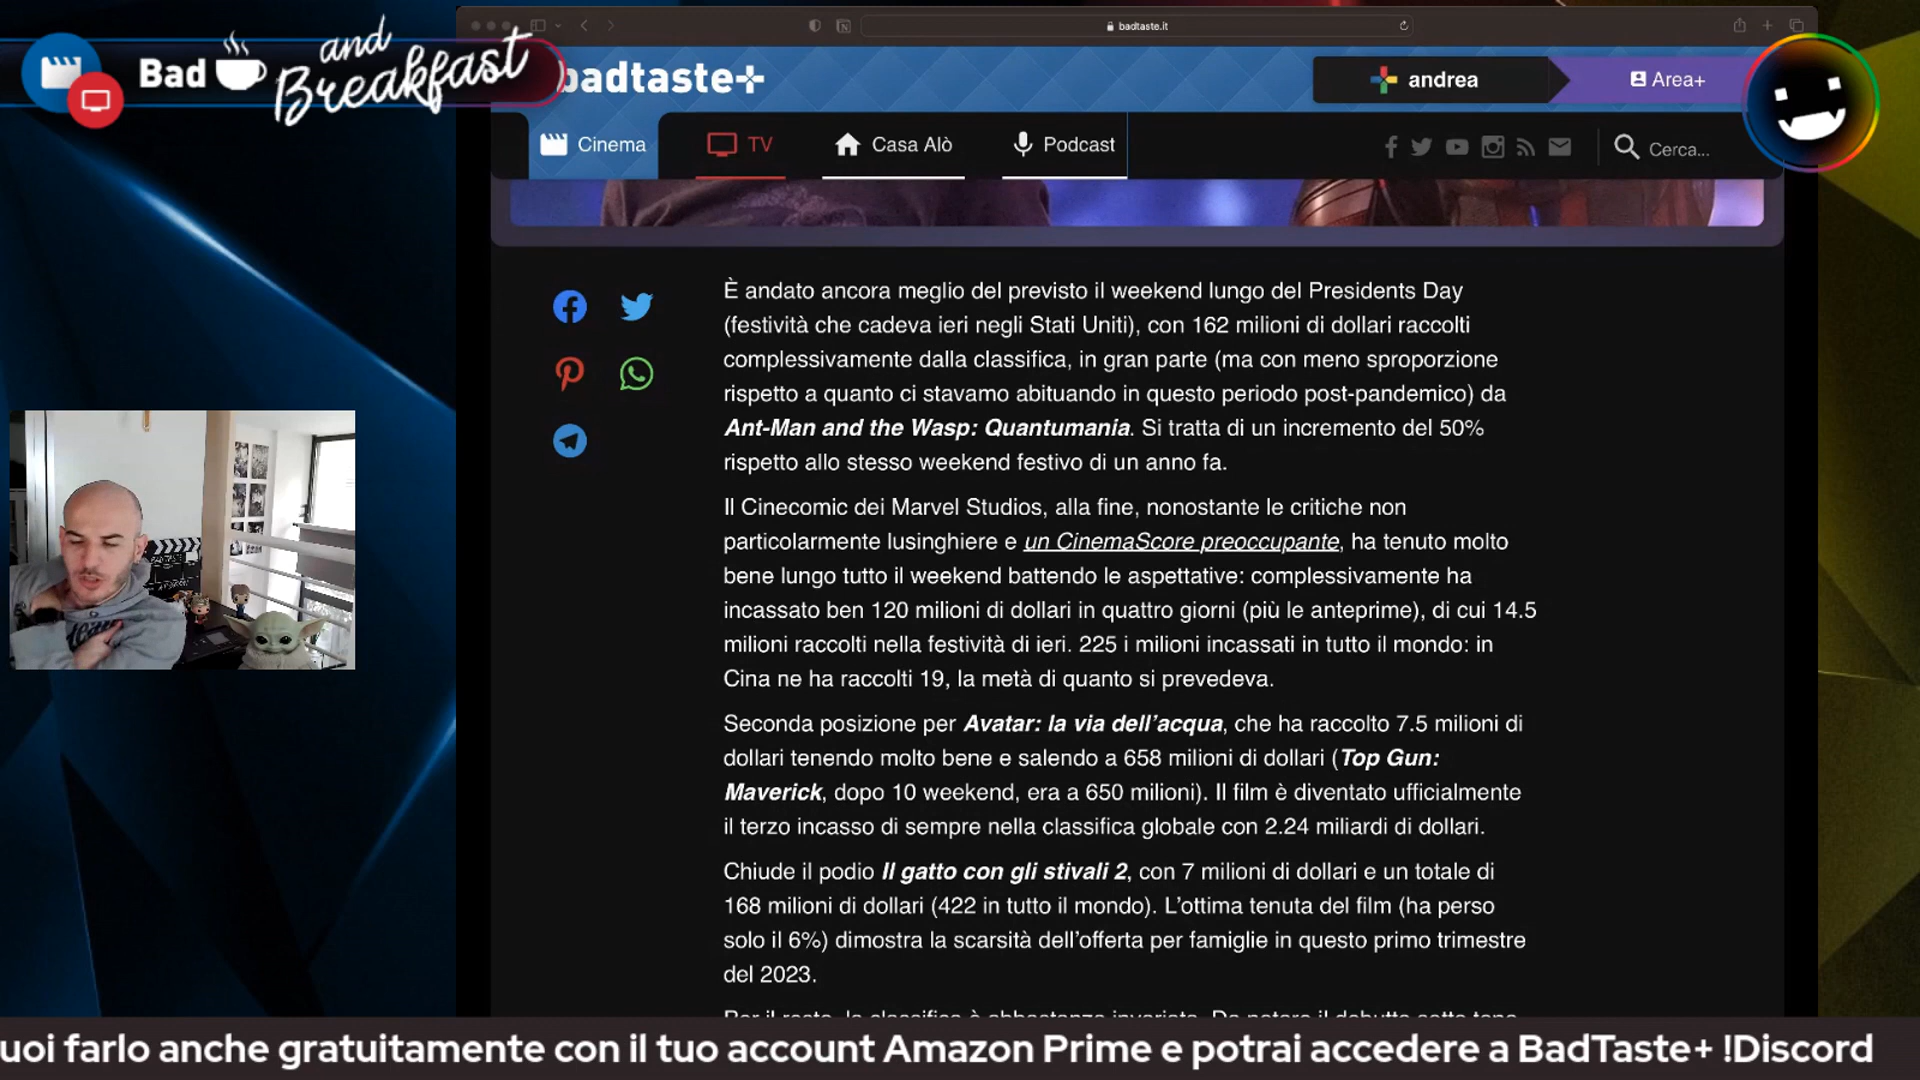 badtaste.it
Bad and Breakfast
badtaste+
andrea
Area+
Cinema
TV
Casa Alò
Podcast
Cerca...
È andato ancora meglio del previsto il weekend lungo del Presidents Day
(festività che cadeva ieri negli Stati Uniti), con 162 milioni di dollari raccolti
complessivamente dalla classifica, in gran parte (ma con meno sproporzione
rispetto a quanto ci stavamo abituando in questo periodo post-pandemico) da
Ant-Man and the Wasp: Quantumania. Si tratta di un incremento del 50%
rispetto allo stesso weekend festivo di un anno fa.
Il Cinecomic dei Marvel Studios, alla fine, nonostante le critiche non
particolarmente lusinghiere e un CinemaScore preoccupante, ha tenuto molto
bene lungo tutto il weekend battendo le aspettative: complessivamente ha
incassato ben 120 milioni di dollari in quattro giorni (più le anteprime), di cui 14.5
milioni raccolti nella festività di ieri. 225 i milioni incassati in tutto il mondo: in
Cina ne ha raccolti 19, la metà di quanto si prevedeva.
Seconda posizione per Avatar: la via dell'acqua, che ha raccolto 7.5 milioni di
dollari tenendo molto bene e salendo a 658 milioni di dollari (Top Gun:
Maverick, dopo 10 weekend, era a 650 milioni). Il film è diventato ufficialmente
il terzo incasso di sempre nella classifica globale con 2.24 miliardi di dollari.
Chiude il podio Il gatto con gli stivali 2, con 7 milioni di dollari e un totale di
168 milioni di dollari (422 in tutto il mondo). L'ottima tenuta del film (ha perso
solo il 6%) dimostra la scarsità dell'offerta per famiglie in questo primo trimestre
del 2023.
Per il resto, la classifica è abbastanza invariata. Da notare il debutto sotto tono
uoi farlo anche gratuitamente con il tuo account Amazon Prime e potrai accedere a BadTaste+ !Discord